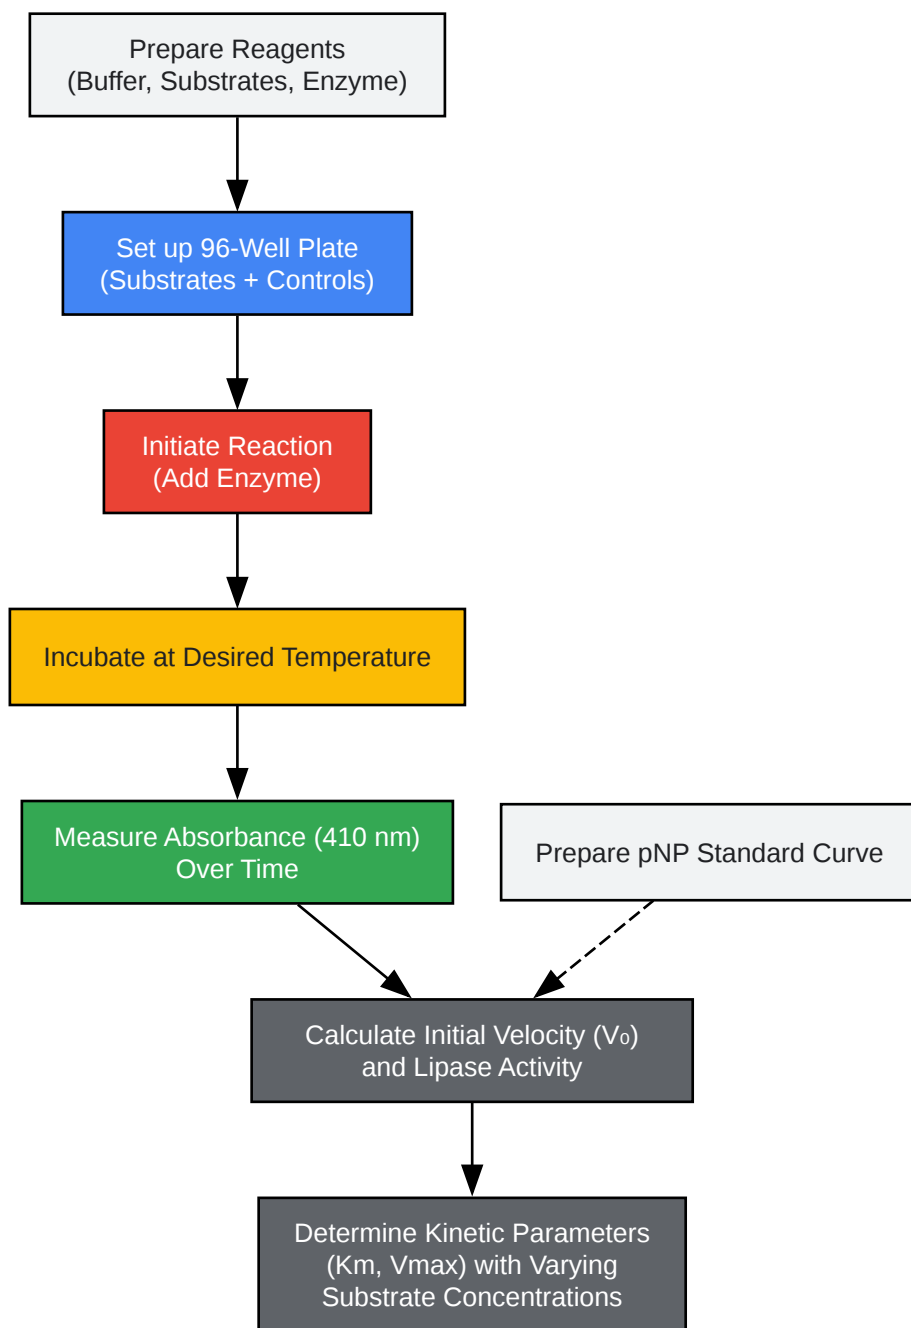 Prepare Reagents
(Buffer, Substrates, Enzyme)
Set up 96-Well Plate
(Substrates + Controls)
Initiate Reaction
(Add Enzyme)
Incubate at Desired Temperature
Measure Absorbance (410 nm)
Over Time
Prepare pNP Standard Curve
Calculate Initial Velocity (V₀)
and Lipase Activity
Determine Kinetic Parameters
(Km, Vmax) with Varying
Substrate Concentrations